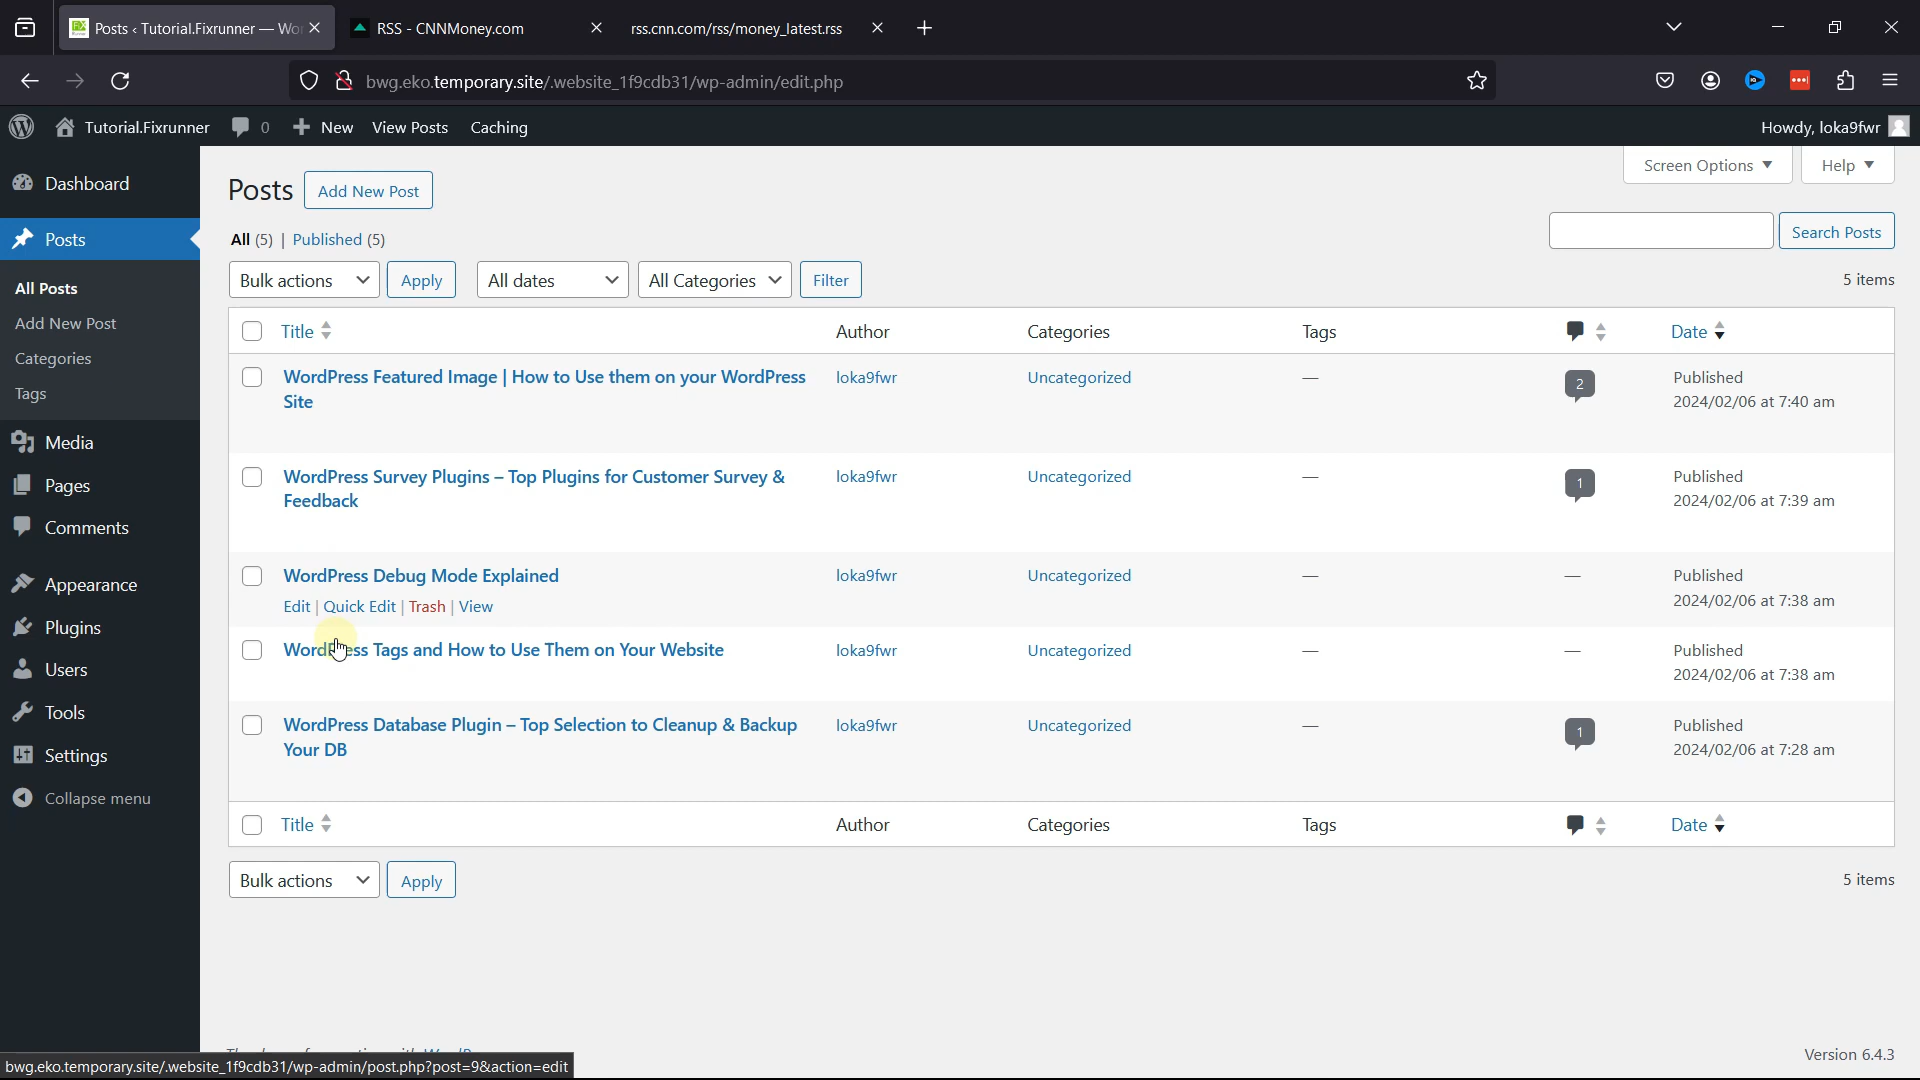 Posts ‹ Tutorial.Fixrunner — Wo
RSS - CNNMoney.com
rss.cnn.com/rss/money_latest.rss
bwg.eko.temporary.site/.website_1f9cdb31/wp-admin/edit.php
Tutorial.Fixrunner 0 New View Posts Caching Howdy, loka9fwr
Dashboard
Posts
All Posts
Add New Post
Categories
Tags
Media
Pages
Comments
Appearance
Plugins
Users
Tools
Settings
Collapse menu
Posts Add New Post Screen Options Help
All (5) | Published (5) Search Posts
Bulk actions Apply All dates All Categories Filter 5 items
Title Author Categories Tags Date
WordPress Featured Image | How to Use them on your WordPress loka9fwr Uncategorized — 2 Published
Site 2024/02/06 at 7:40 am
WordPress Survey Plugins – Top Plugins for Customer Survey & loka9fwr Uncategorized — 1 Published
Feedback 2024/02/06 at 7:39 am
WordPress Debug Mode Explained loka9fwr Uncategorized — — Published
Edit | Quick Edit | Trash | View 2024/02/06 at 7:38 am
WordPress Tags and How to Use Them on Your Website loka9fwr Uncategorized — — Published
2024/02/06 at 7:38 am
WordPress Database Plugin – Top Selection to Cleanup & Backup loka9fwr Uncategorized — 1 Published
Your DB 2024/02/06 at 7:28 am
Title Author Categories Tags Date
Bulk actions Apply 5 items
Version 6.4.3
bwg.eko.temporary.site/.website_1f9cdb31/wp-admin/post.php?post=9&action=edit